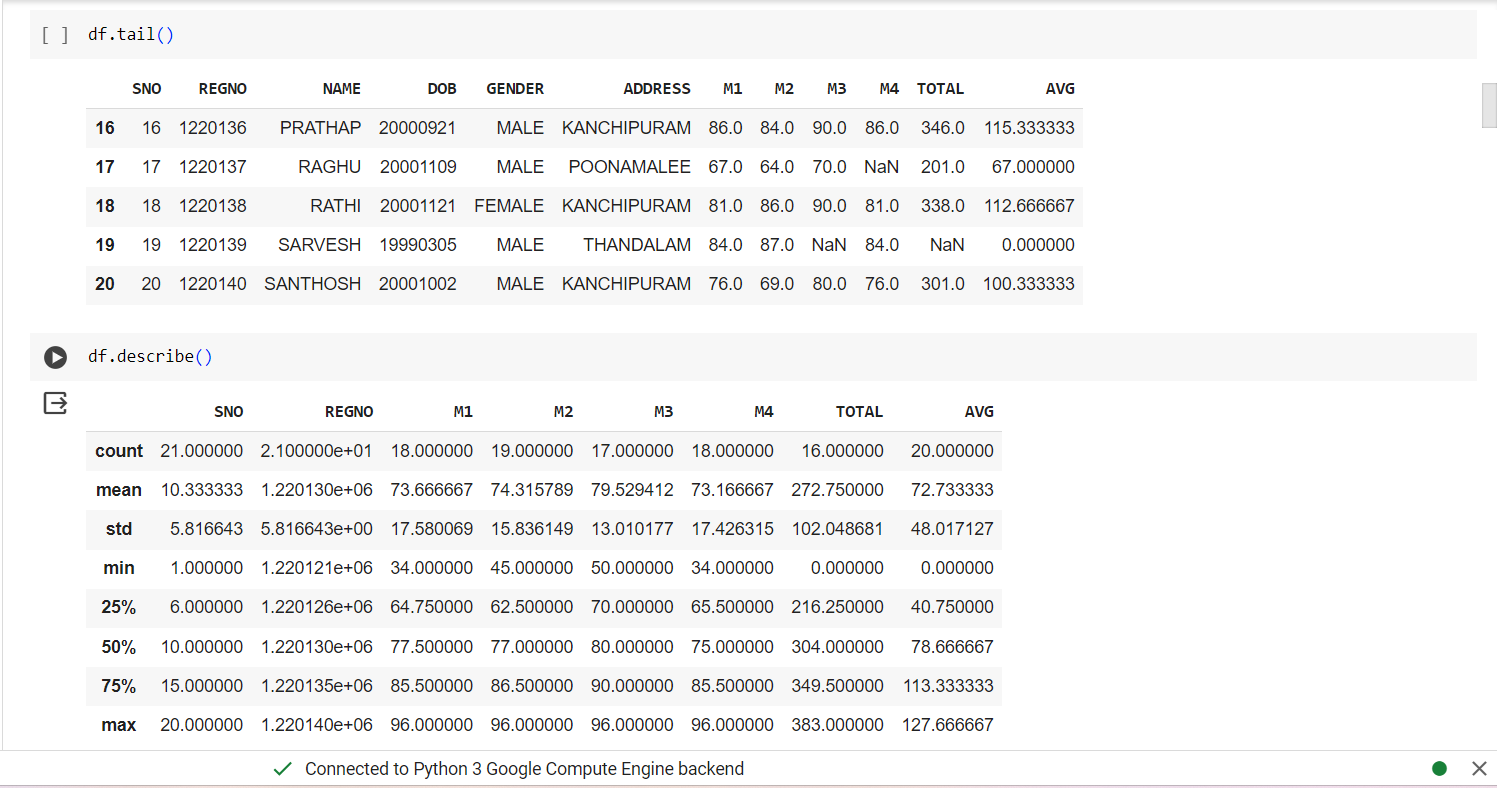 [ ] df.tail()
SNO REGNO NAME DOB GENDER ADDRESS M1 M2 M3 M4 TOTAL AVG
16 16 1220136 PRATHAP 20000921 MALE KANCHIPURAM 86.0 84.0 90.0 86.0 346.0 115.333333
17 17 1220137 RAGHU 20001109 MALE POONAMALEE 67.0 64.0 70.0 NaN 201.0 67.000000
18 18 1220138 RATHI 20001121 FEMALE KANCHIPURAM 81.0 86.0 90.0 81.0 338.0 112.666667
19 19 1220139 SARVESH 19990305 MALE THANDALAM 84.0 87.0 NaN 84.0 NaN 0.000000
20 20 1220140 SANTHOSH 20001002 MALE KANCHIPURAM 76.0 69.0 80.0 76.0 301.0 100.333333
df.describe()
SNO REGNO M1 M2 M3 M4 TOTAL AVG
count 21.000000 2.100000e+01 18.000000 19.000000 17.000000 18.000000 16.000000 20.000000
mean 10.333333 1.220130e+06 73.666667 74.315789 79.529412 73.166667 272.750000 72.733333
std 5.816643 5.816643e+00 17.580069 15.836149 13.010177 17.426315 102.048681 48.017127
min 1.000000 1.220121e+06 34.000000 45.000000 50.000000 34.000000 0.000000 0.000000
25% 6.000000 1.220126e+06 64.750000 62.500000 70.000000 65.500000 216.250000 40.750000
50% 10.000000 1.220130e+06 77.500000 77.000000 80.000000 75.000000 304.000000 78.666667
75% 15.000000 1.220135e+06 85.500000 86.500000 90.000000 85.500000 349.500000 113.333333
max 20.000000 1.220140e+06 96.000000 96.000000 96.000000 96.000000 383.000000 127.666667
Connected to Python 3 Google Compute Engine backend